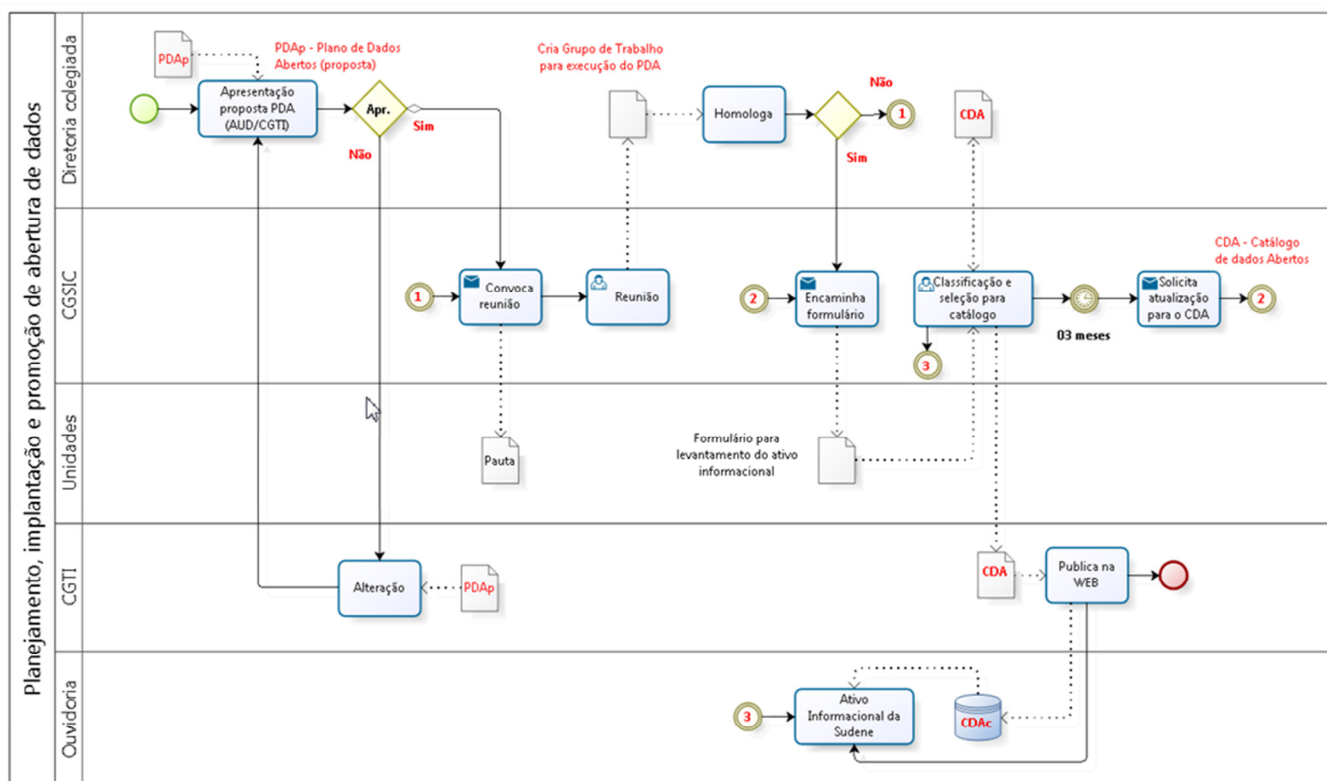 Planejamento, implantação e promoção de abertura de dados
Diretoria colegiada
PDAp
PDAp - Plano de Dados
Abertos (proposta)
Apresentação
proposta PDA
(AUD/CGTI)
Apr.
Sim
Não
Cria Grupo de Trabalho
para execução do PDA
Homologa
Não
1
Sim
CDA
CGSIC
1
Convoca
reunião
Reunião
2
Encaminha
formulário
Classificação e
seleção para
catálogo
3
03 meses
CDA - Catálogo
de dados Abertos
Solicita
atualização
para o CDA
2
Unidades
Pauta
Formulário para
levantamento do ativo
informacional
CGTI
Alteração
PDAp
CDA
Publica na
WEB
Ouvidoria
3
Ativo
Informacional da
Sudene
CDAc